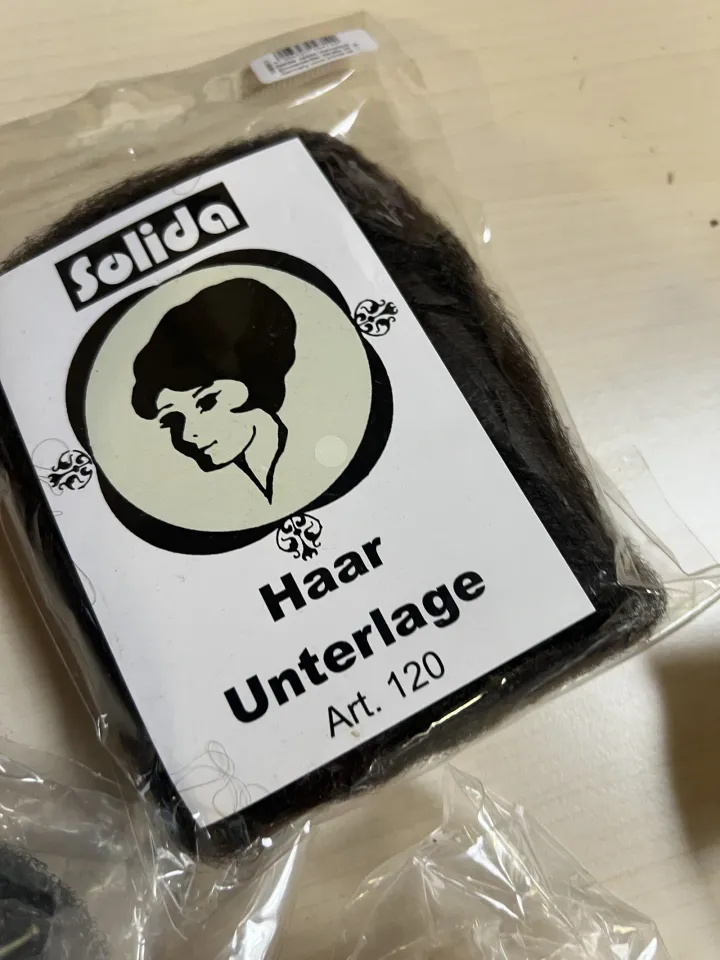 Solida
Haar
Unterlage
Art. 120